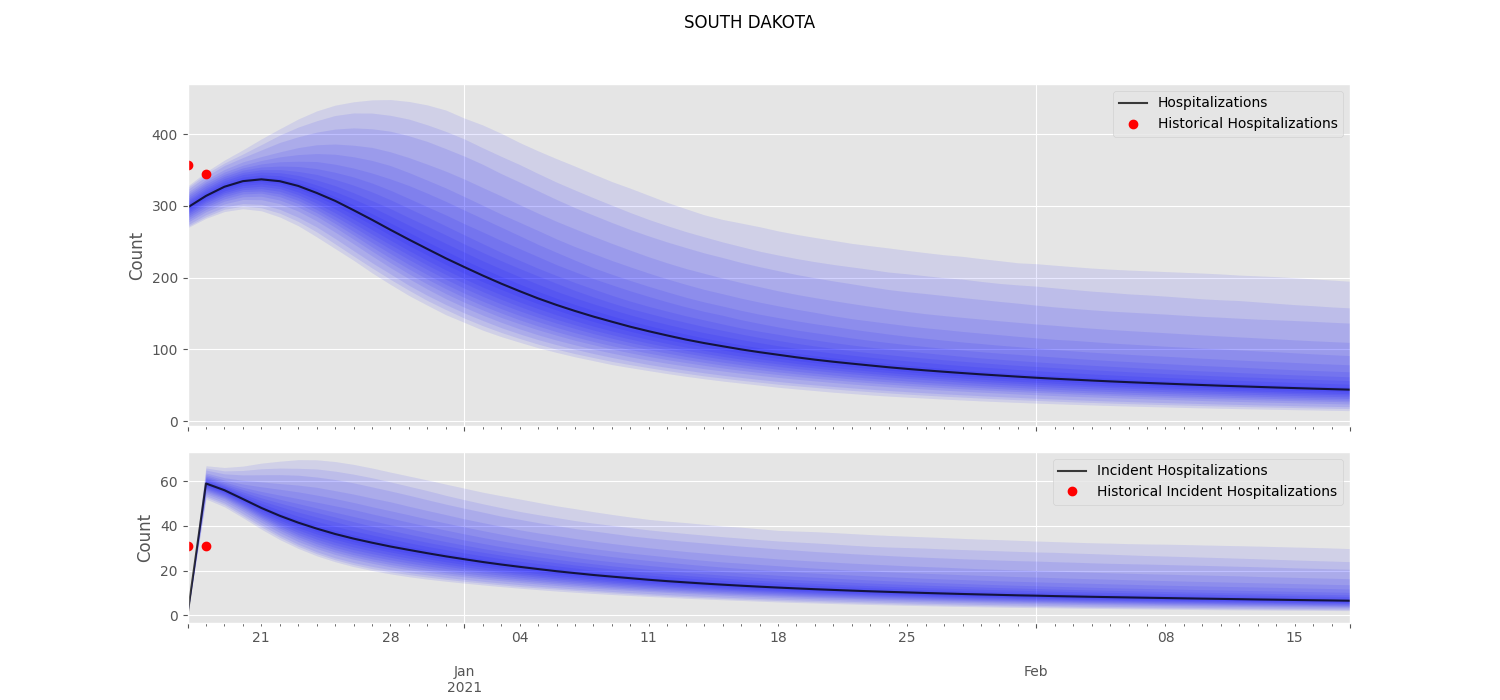 SOUTH DAKOTA
Hospitalizations
Historical Hospitalizations
Count
400
300
200
100
0
Incident Hospitalizations
Historical Incident Hospitalizations
Count
60
40
20
0
21 28 04 11 18 25 08 15
Jan Feb
2021